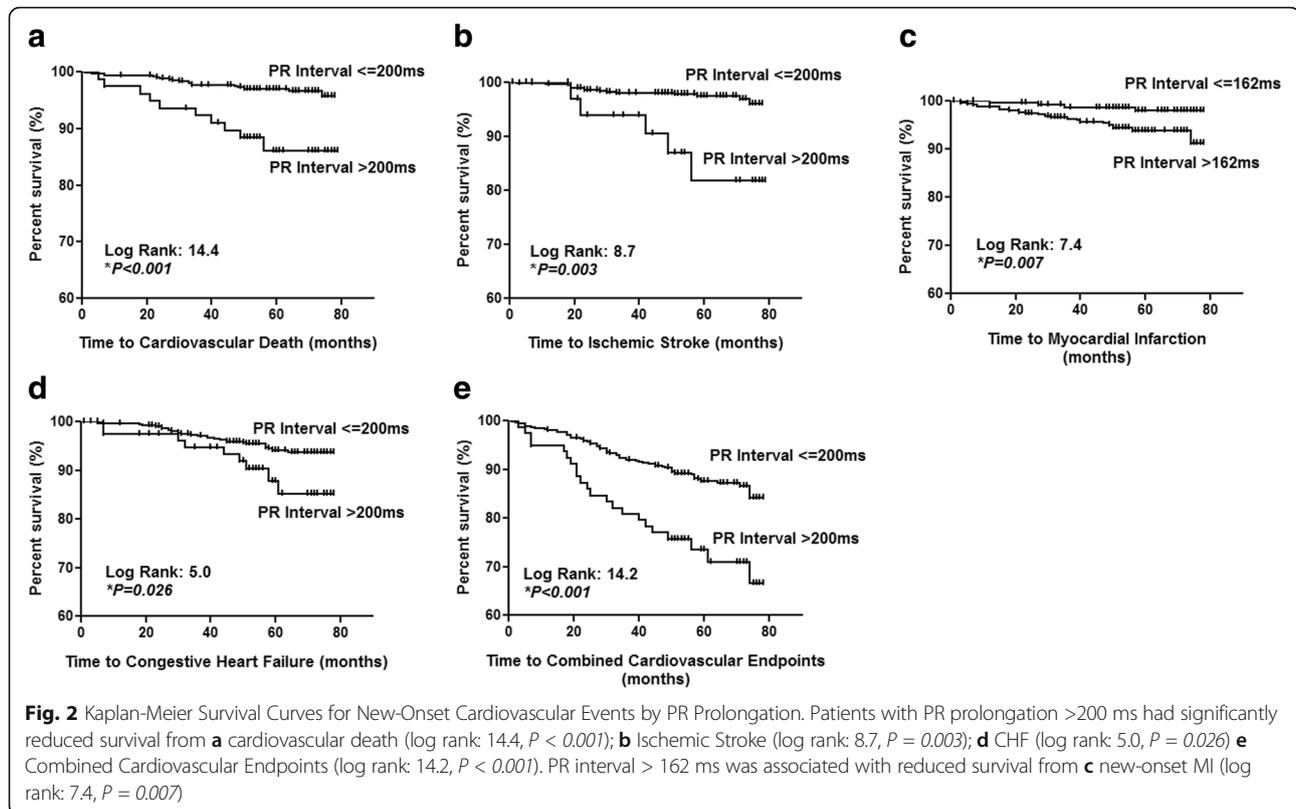 a
100
90
80
70
60
Percent survival (%)
PR Interval <=200ms
PR Interval >200ms
Log Rank: 14.4
*P<0.001
0 20 40 60 80
Time to Cardiovascular Death (months)
b
100
90
80
70
60
Percent survival (%)
PR Interval <=200ms
PR Interval >200ms
Log Rank: 8.7
*P=0.003
0 20 40 60 80
Time to Ischemic Stroke (months)
c
100
90
80
70
60
Percent survival (%)
PR Interval <=162ms
PR Interval >162ms
Log Rank: 7.4
*P=0.007
0 20 40 60 80
Time to Myocardial Infarction
(months)
d
100
90
80
70
60
Percent survival (%)
PR Interval <=200ms
PR Interval >200ms
Log Rank: 5.0
*P=0.026
0 20 40 60 80
Time to Congestive Heart Failure (months)
e
100
90
80
70
60
Percent survival (%)
PR Interval <=200ms
PR Interval >200ms
Log Rank: 14.2
*P<0.001
0 20 40 60 80
Time to Combined Cardiovascular Endpoints
(months)
Fig. 2 Kaplan-Meier Survival Curves for New-Onset Cardiovascular Events by PR Prolongation. Patients with PR prolongation >200 ms had significantly
reduced survival from a cardiovascular death (log rank: 14.4, P < 0.001); b Ischemic Stroke (log rank: 8.7, P = 0.003); d CHF (log rank: 5.0, P = 0.026) e
Combined Cardiovascular Endpoints (log rank: 14.2, P < 0.001). PR interval > 162 ms was associated with reduced survival from c new-onset MI (log
rank: 7.4, P = 0.007)